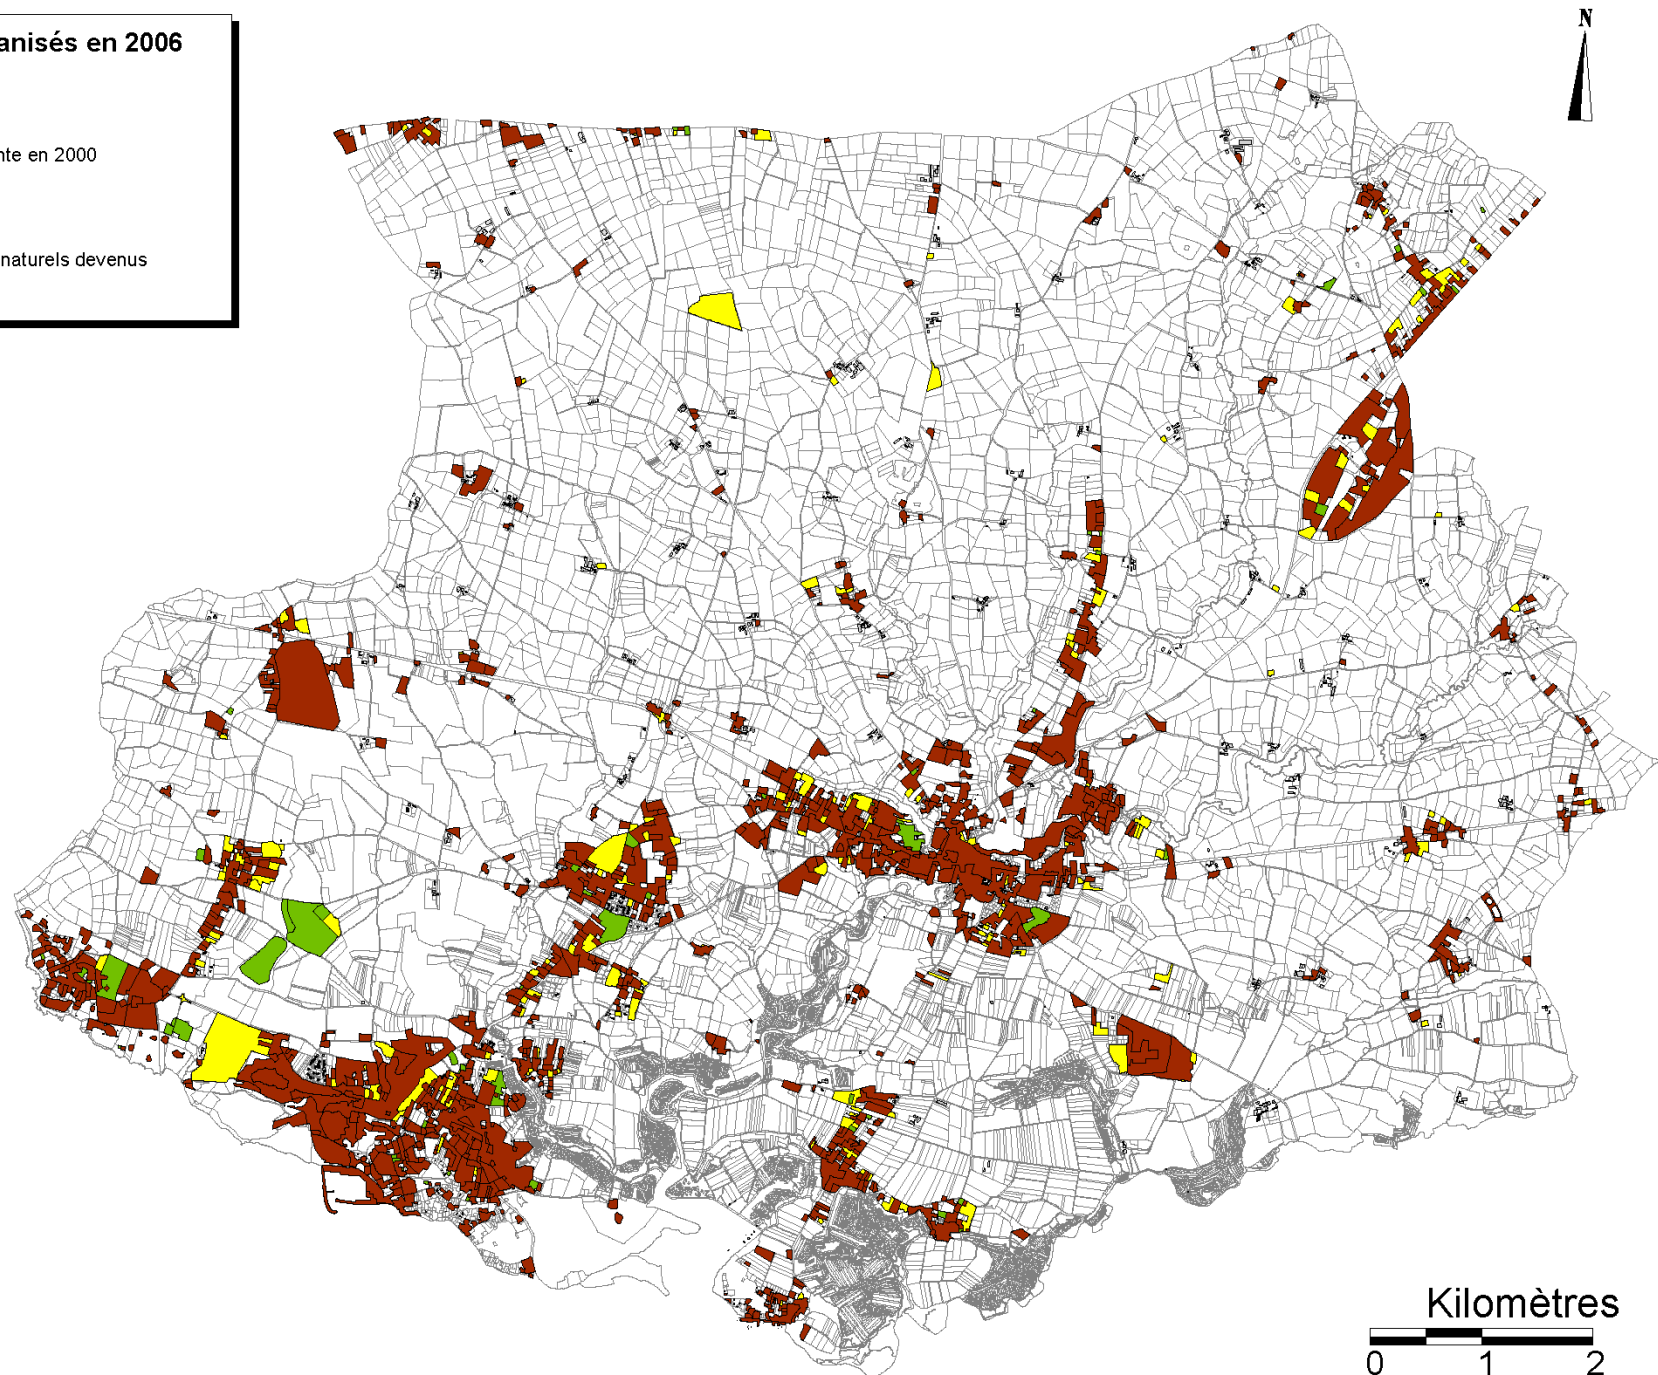 anisés en 2006
nte en 2000
naturels devenus
N
Kilomètres
0 1 2